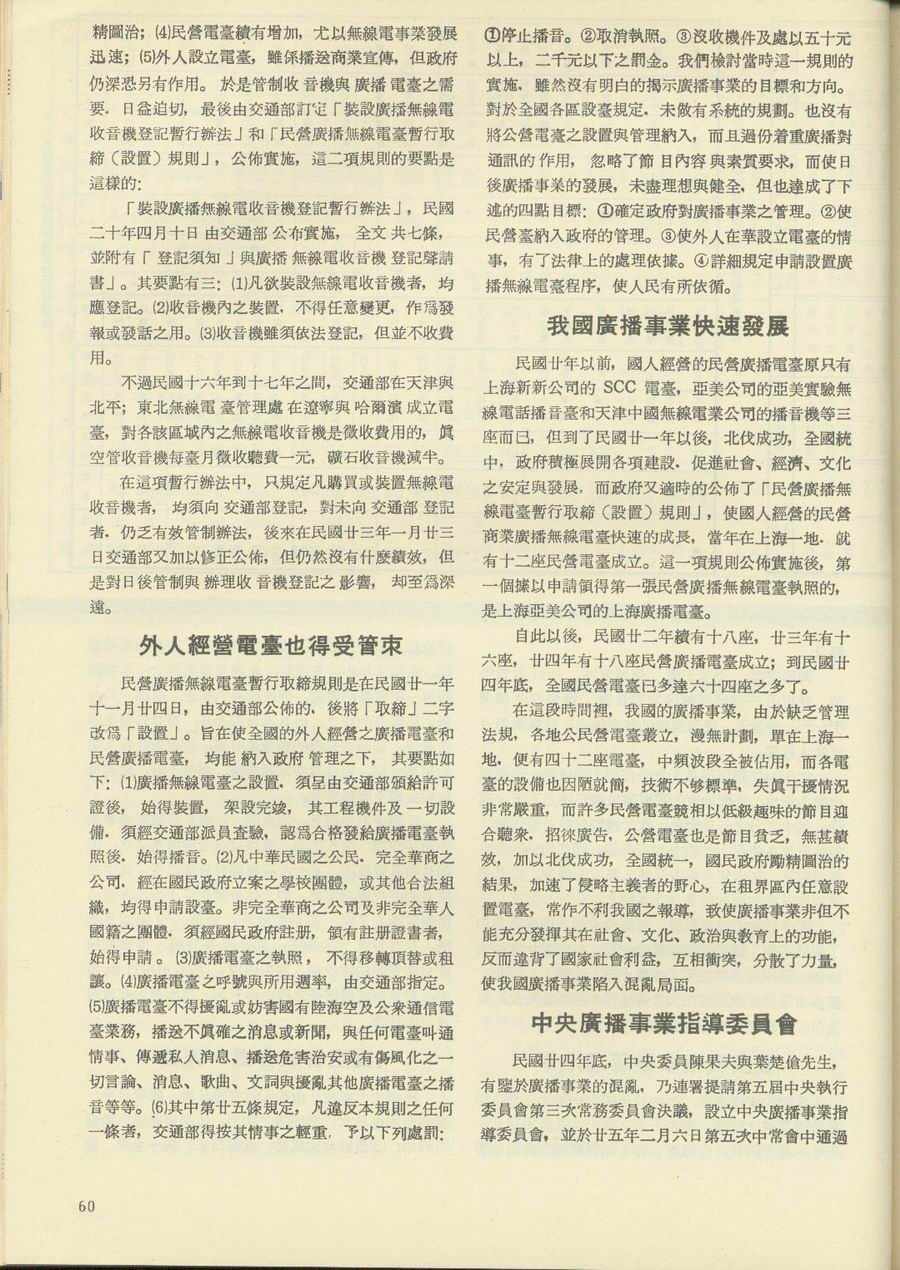 精圖治；⑷民營電臺續有增加，尤以無線電事業發展
迅速；⑸外人設立電臺，雖係播送商業宣傳，但政府
仍深恐另有作用。於是管制收音機與廣播電臺之需
要，日益迫切，最後由交通部訂定「裝設廣播無線電
收音機登記暫行辦法」和「民營廣播無線電臺暫行取
締（設置）規則」，公佈實施，這二項規則的要點是
這樣的：
「裝設廣播無線電收音機登記暫行辦法」，民國
二十年四月十日由交通部公布實施，全文共七條，
並附有「登記須知」與廣播無線電收音機登記聲請
書」。其要點有三：⑴凡欲裝設無線電收音機者，均
應登記。⑵收音機內之裝置，不得任意變更，作爲發
報或發話之用。⑶收音機雖須依法登記，但並不收費
用。
不過民國十六年到十七年之間，交通部在天津與
北平；東北無線電臺管理處在遼寧與哈爾濱成立電
臺，對各該區域內之無線電收音機是徵收費用的，眞
空管收音機每臺月徵收聽費一元，礦石收音機減半。
在這項暫行辦法中，只規定凡購買或裝置無線電
收音機者，均須向交通部登記，對未向交通部登記
者，仍乏有效管制辦法，後來在民國廿三年一月廿三
日交通部又加以修正公佈，但仍然沒有什麼績效，但
是對日後管制與辦理收音機登記之影響，却至爲深
遠。
外人經營電臺也得受管束
民營廣播無線電臺暫行取締規則是在民國廿一年
十一月廿四日，由交通部公佈的，後將「取締」二字
改爲「設置」。旨在使全國的外人經營之廣播電臺和
民營廣播電臺，均能納入政府管理之下，其要點如
下：⑴廣播無線電臺之設置，須呈由交通部頒給許可
證後，始得裝置，架設完竣，其工程機件及一切設
備，須經交通部派員查驗，認爲合格發給廣播電臺執
照後，始得播音。⑵凡中華民國之公民，完全華商之
公司，經在國民政府立案之學校團體，或其他合法組
織，均得申請設臺。非完全華商之公司及非完全華人
國籍之團體，須經國民政府註册，領有註册證書者，
始得申請。⑶廣播電臺之執照，不得移轉頂替或租
讓。⑷廣播電臺之呼號與所用週率，由交通部指定。
⑸廣播電臺不得擾亂或妨害國有陸海空及公衆通信電
臺業務，播送不眞確之消息或新聞，與任何電臺叫通
情事、傳遞私人消息、播送危害治安或有傷風化之一
切言論、消息、歌曲、文詞與擾亂其他廣播電臺之播
音等等。⑹其中第廿五條規定，凡違反本規則之任何
一條者，交通部得按其情事之輕重，予以下列處罰：
①停止播音。②取消執照。③沒收機件及處以五十元
以上，二千元以下之罰金。我們檢討當時這一規則的
實施，雖然沒有明白的揭示廣播事業的目標和方向。
對於全國各區設臺規定，未做有系統的規劃。也沒有
將公營電臺之設置與管理納入，而且過份着重廣播對
通訊的作用，忽略了節目內容與素質要求，而使日
後廣播事業的發展，未盡理想與健全，但也達成了下
述的四點目標：①確定政府對廣播事業之管理。②使
民營臺納入政府的管理。③使外人在華設立電臺的情
事，有了法律上的處理依據。④詳細規定申請設置廣
播無線電臺程序，使人民有所依循。
我國廣播事業快速發展
民國廿年以前，國人經營的民營廣播電臺原只有
上海新新公司的 SCC 電臺，亞美公司的亞美實驗無
線電話播音臺和天津中國無線電業公司的播音機等三
座而已，但到了民國廿一年以後，北伐成功，全國統
中，政府積極展開各項建設，促進社會、經濟、文化
之安定與發展，而政府又適時的公佈了「民營廣播無
線電臺暫行取締（設置）規則」，使國人經營的民營
商業廣播無線電臺快速的成長，當年在上海一地，就
有十二座民營電臺成立。這一項規則公佈實施後，第
一個據以申請領得第一張民營廣播無線電臺執照的，
是上海亞美公司的上海廣播電臺。
自此以後，民國廿二年續有十八座，廿三年有十
六座，廿四年有十八座民營廣播電臺成立；到民國廿
四年底，全國民營電臺已多達六十四座之多了。
在這段時間裡，我國的廣播事業，由於缺乏管理
法規，各地公民營電臺叢立，漫無計劃，單在上海一
地，便有四十二座電臺，中頻波段全被佔用，而各電
臺的設備也因陋就簡，技術不够標準，失眞干擾情況
非常嚴重，而許多民營電臺競相以低級趣味的節目迎
合聽衆，招徠廣告，公營電臺也是節目貧乏，無甚績
效，加以北伐成功，全國統一，國民政府勵精圖治的
結果，加速了侵略主義者的野心，在租界區內任意設
置電臺，常作不利我國之報導，致使廣播事業非但不
能充分發揮其在社會、文化、政治與教育上的功能，
反而違背了國家社會利益，互相衝突，分散了力量，
使我國廣播事業陷入混亂局面。
中央廣播事業指導委員會
民國廿四年底，中央委員陳果夫與葉楚傖先生，
有鑒於廣播事業的混亂，乃連署提請第五屆中央執行
委員會第三次常務委員會決議，設立中央廣播事業指
導委員會，並於廿五年二月六日第五次中常會中通過
60